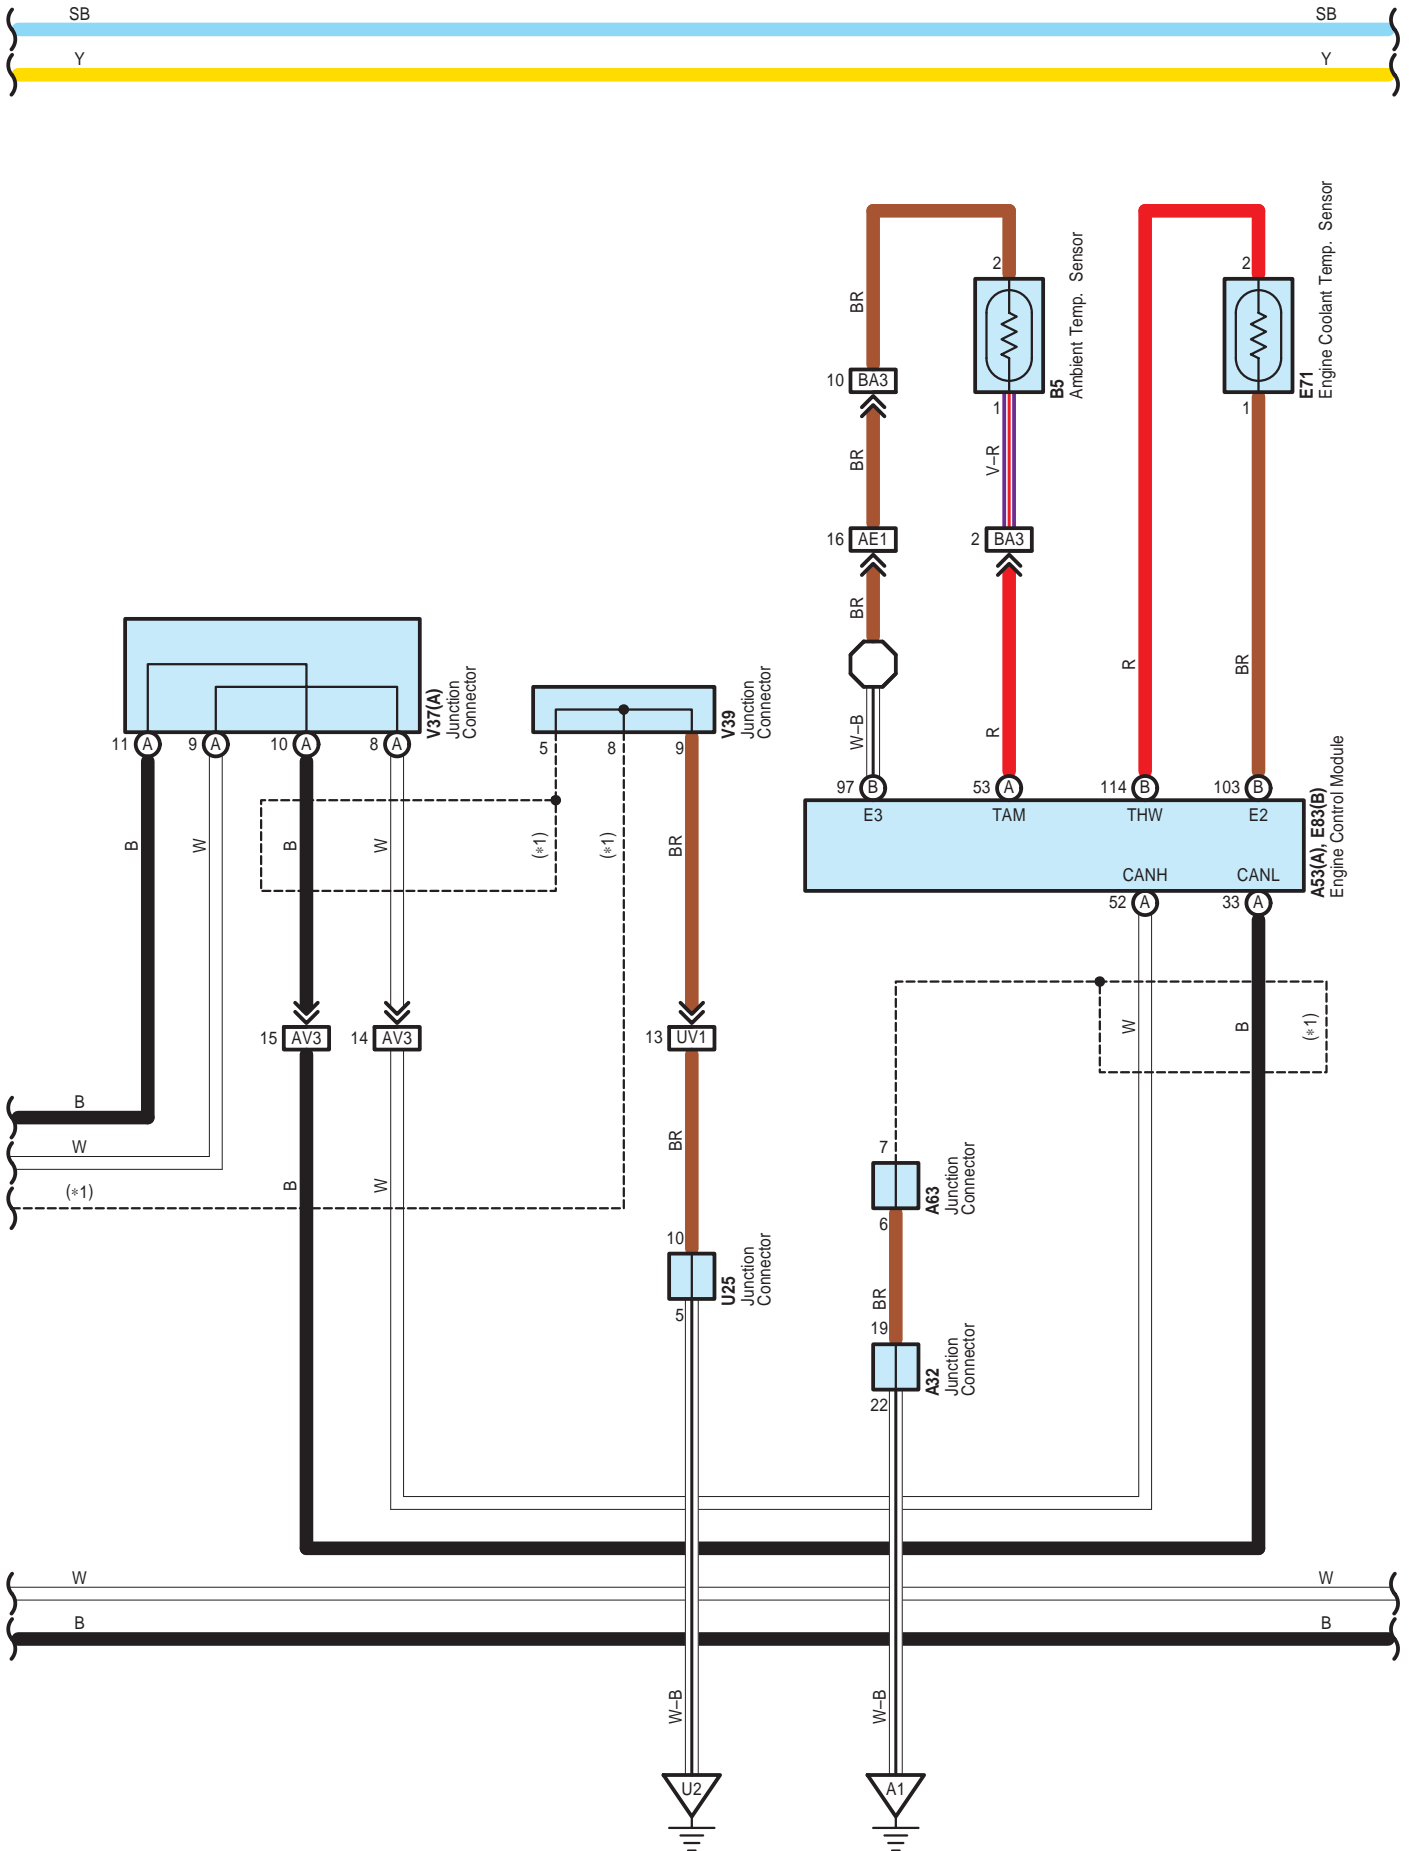 SB
SB
Y
Y
2
2
BR
10 BA3
B5
Ambient Temp. Sensor
E71
Engine Coolant Temp. Sensor
1
1
BR
V–R
16 AE1
2 BA3
BR
R
BR
W–B
R
V37(A)
Junction
Connector
V39
Junction
Connector
11 A
9 A
10 A
8 A
5
8
9
97 B
53 A
114 B
103 B
E3
TAM
THW
E2
A53(A), E83(B)
Engine Control Module
B
W
B
W
(*1)
(*1)
BR
CANH
CANL
52 A
33 A
15 AV3
14 AV3
13 UV1
W
B
(*1)
B
W
(*1)
B
W
BR
7
A63
Junction
Connector
6
10
U25
Junction
Connector
5
BR
19
A32
Junction
Connector
22
W
W
B
B
W–B
W–B
U2
A1